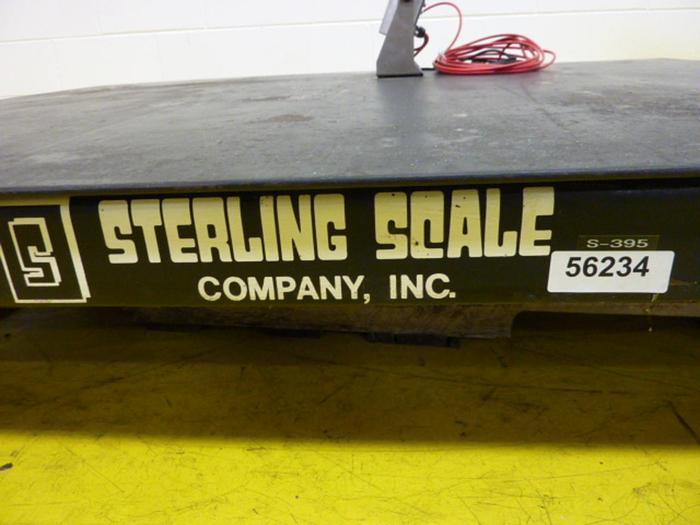 S STERLING SCALE
COMPANY, INC.
S-395
56234